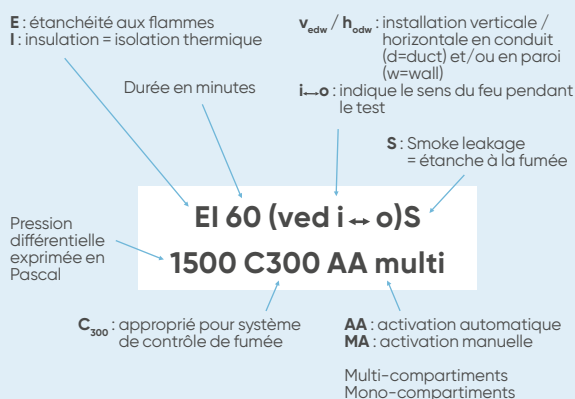 E : étanchéité aux flammes
I : insulation = isolation thermique
Durée en minutes
v_edw / h_odw : installation verticale /
horizontale en conduit
(d=duct) et/ou en paroi
(w=wall)
i↔o : indique le sens du feu pendant
le test
S : Smoke leakage
= étanche à la fumée
EI 60 (ved i ↔ o)S
1500 C300 AA multi
Pression
différentielle
exprimée en
Pascal
C₃₀₀ : approprié pour système
de contrôle de fumée
AA : activation automatique
MA : activation manuelle
Multi-compartiments
Mono-compartiments